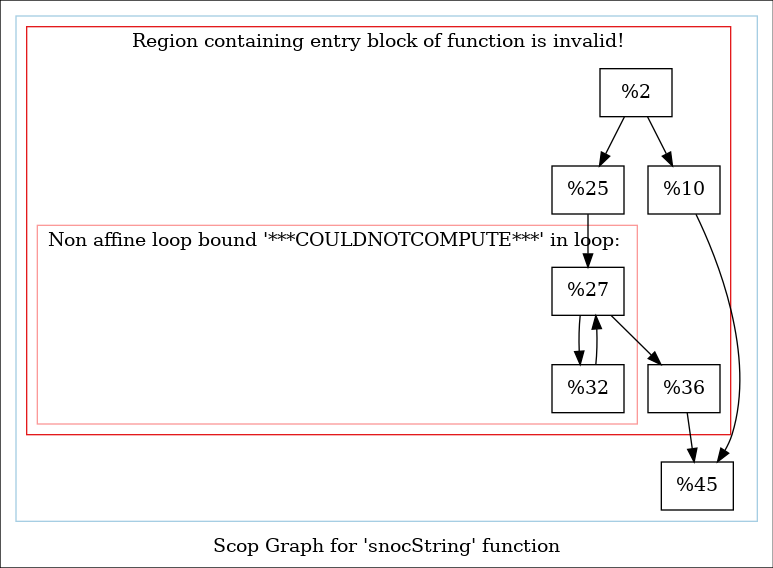 Region containing entry block of function is invalid!
%2
%25
%10
Non affine loop bound '***COULDNOTCOMPUTE***' in loop:
%27
%32
%36
%45
Scop Graph for 'snocString' function